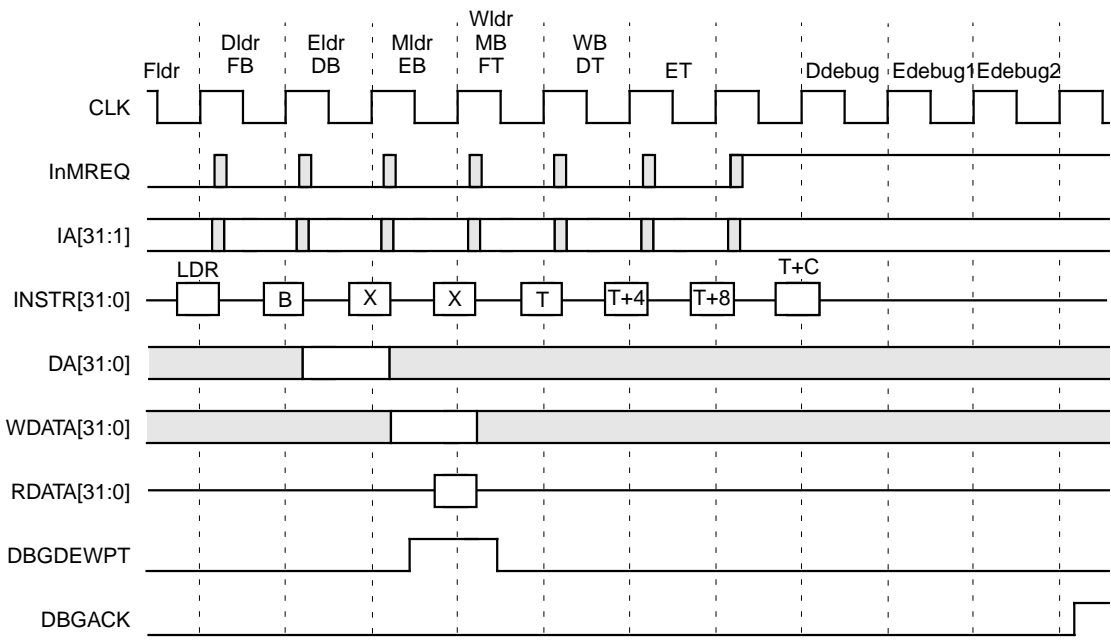 Wldr
Dldr Eldr Mldr MB WB
FB DB EB FT DT
Fldr ET Ddebug Edebug1 Edebug2
CLK
InMREQ
IA[31:1]
LDR T+C
INSTR[31:0] B X X T T+4 T+8
DA[31:0]
WDATA[31:0]
RDATA[31:0]
DBGDEWPT
DBGACK